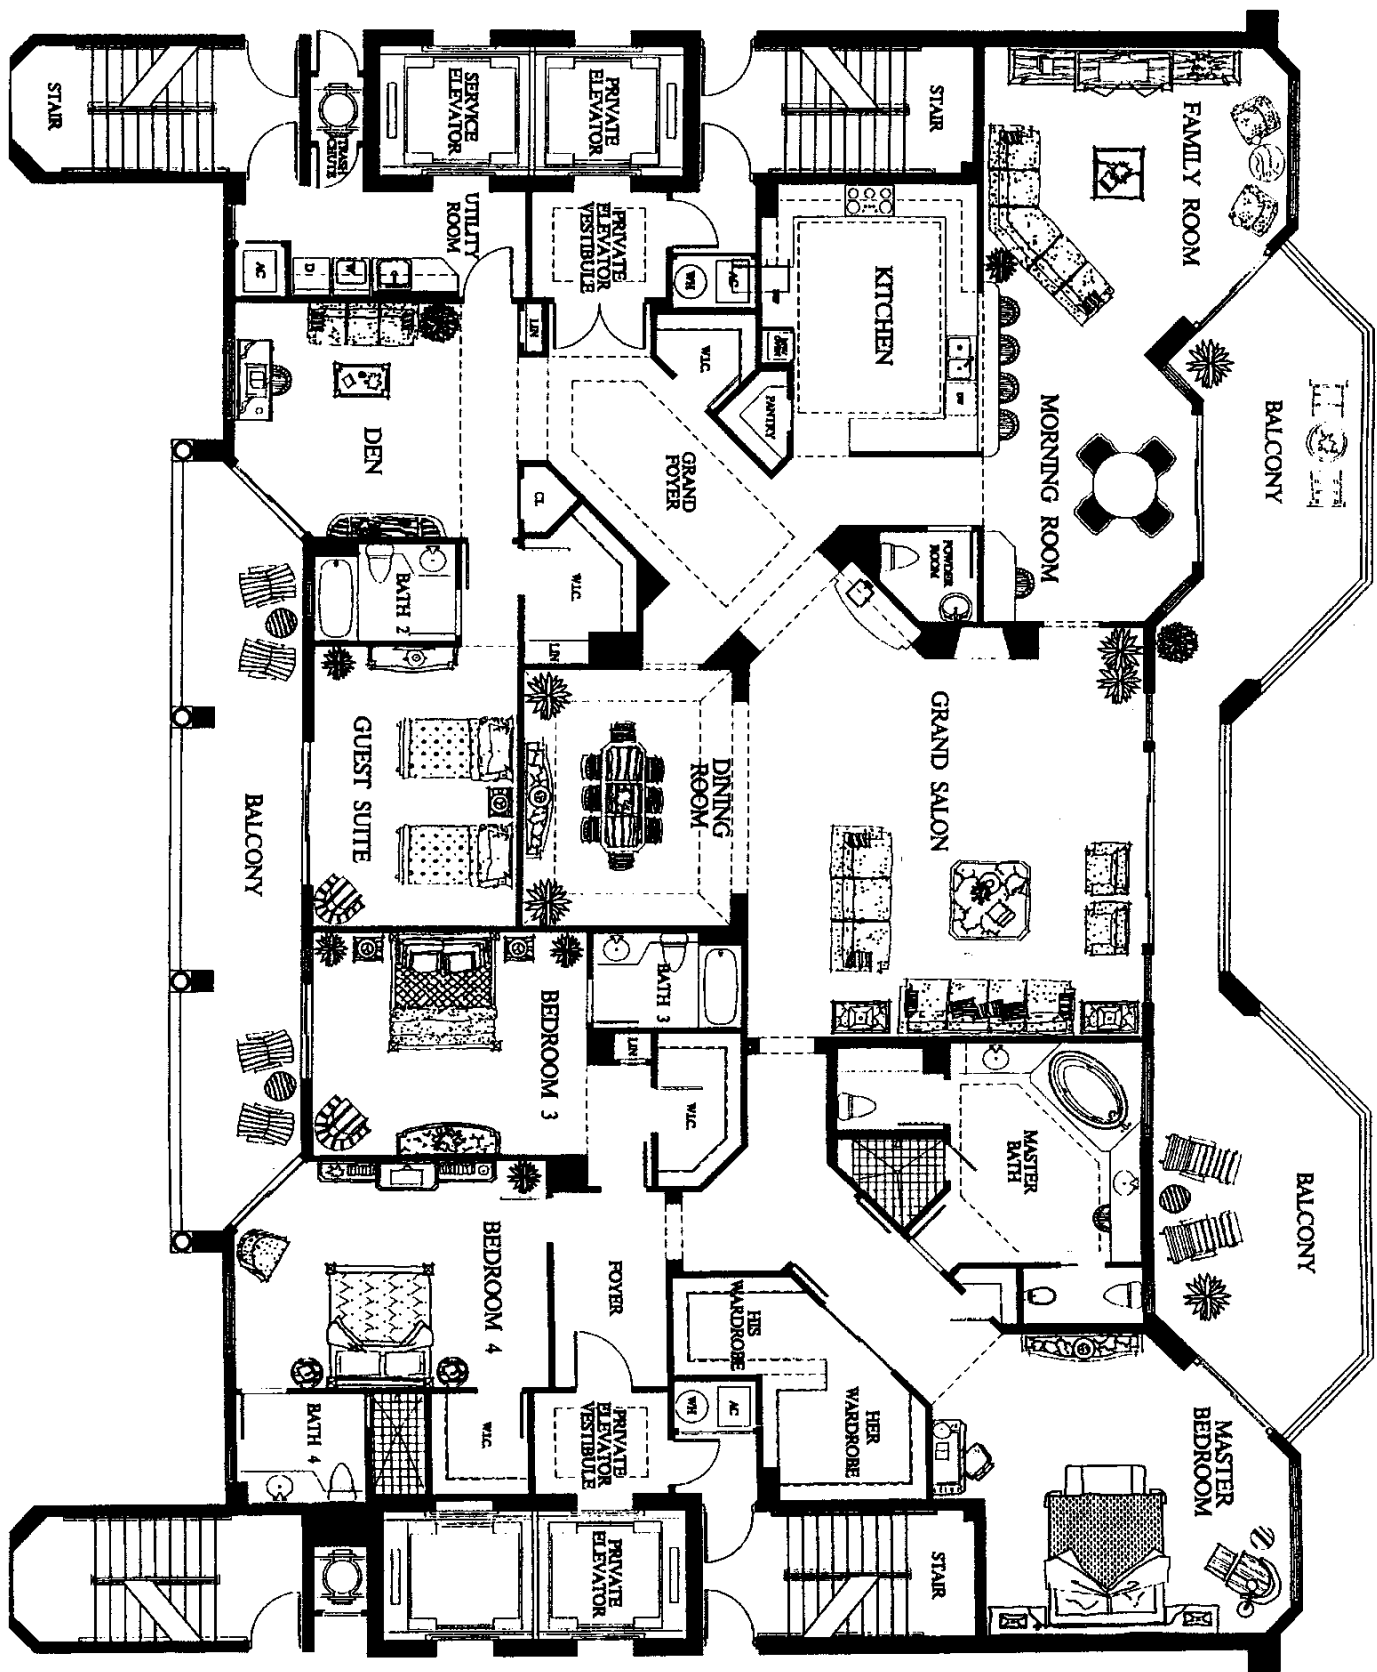 STAIR
TRASH
CHUTE
SERVICE
ELEVATOR
PRIVATE
ELEVATOR
STAIR
FAMILY ROOM
UTILITY
ROOM
PRIVATE
ELEVATOR
VESTIBULE
AC
D
W
WH
AC
KITCHEN
LIN
W.I.C.
PANTRY
DW
MORNING ROOM
BALCONY
DEN
GRAND
FOYER
CL
W.I.C.
POWDER
ROOM
BATH 2
LIN
GUEST SUITE
DINING
ROOM
GRAND SALON
BALCONY
BEDROOM 3
BATH 3
LIN
W.I.C.
MASTER
BATH
BALCONY
BEDROOM 4
FOYER
HIS
WARDROBE
HER
WARDROBE
BATH 4
W.I.C.
PRIVATE
ELEVATOR
VESTIBULE
WH
AC
MASTER
BEDROOM
PRIVATE
ELEVATOR
STAIR